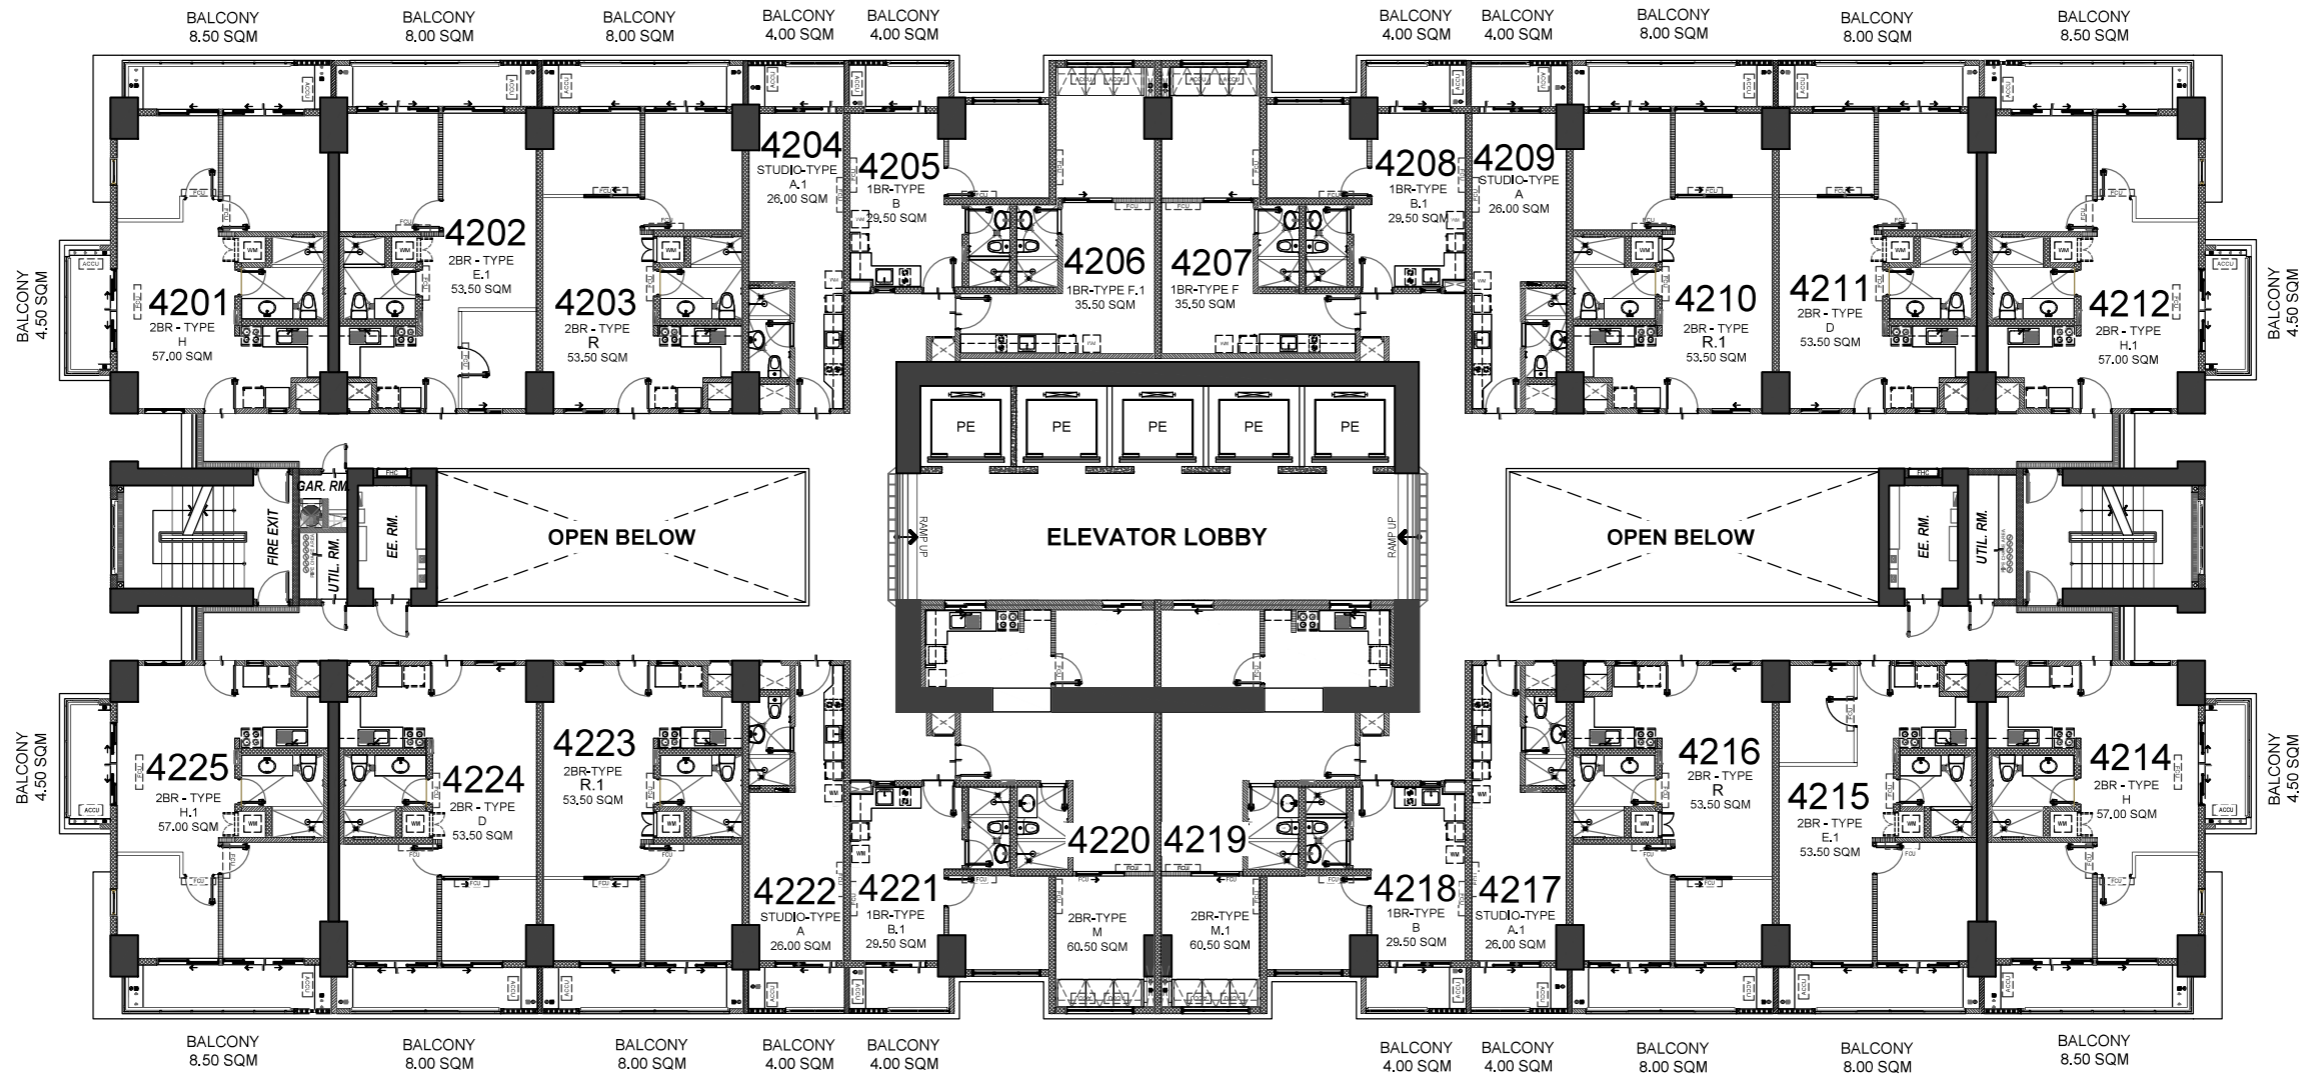 BALCONY
8.50 SQM
BALCONY
8.00 SQM
BALCONY
8.00 SQM
BALCONY
4.00 SQM
BALCONY
4.00 SQM
BALCONY
4.00 SQM
BALCONY
4.00 SQM
BALCONY
8.00 SQM
BALCONY
8.00 SQM
BALCONY
8.50 SQM
BALCONY
4.50 SQM
4201
2BR - TYPE
H
57.00 SQM
4202
2BR - TYPE
E.1
53.50 SQM
4203
2BR - TYPE
R
53.50 SQM
4204
STUDIO-TYPE
A.1
26.00 SQM
4205
1BR-TYPE
B
29.50 SQM
4206
1BR-TYPE F.1
35.50 SQM
4207
1BR-TYPE F
35.50 SQM
4208
1BR-TYPE
B.1
29.50 SQM
4209
STUDIO-TYPE
A
26.00 SQM
4210
2BR - TYPE
R.1
53.50 SQM
4211
2BR - TYPE
D
53.50 SQM
4212
2BR - TYPE
H.1
57.00 SQM
BALCONY
4.50 SQM
PE
PE
PE
PE
PE
FIRE EXIT
GAR. RM.
UTIL. RM.
FHC
EE. RM.
OPEN BELOW
RAMP UP
ELEVATOR LOBBY
RAMP UP
OPEN BELOW
FHC
EE. RM.
UTIL. RM.
BALCONY
4.50 SQM
4225
2BR - TYPE
H.1
57.00 SQM
4224
2BR - TYPE
D
53.50 SQM
4223
2BR-TYPE
R.1
53.50 SQM
4222
STUDIO-TYPE
A
26.00 SQM
4221
1BR-TYPE
B.1
29.50 SQM
4220
2BR-TYPE
M
60.50 SQM
4219
2BR-TYPE
M.1
60.50 SQM
4218
1BR-TYPE
B
29.50 SQM
4217
STUDIO-TYPE
A.1
26.00 SQM
4216
2BR - TYPE
R
53.50 SQM
4215
2BR - TYPE
E.1
53.50 SQM
4214
2BR - TYPE
H
57.00 SQM
BALCONY
4.50 SQM
BALCONY
8.50 SQM
BALCONY
8.00 SQM
BALCONY
8.00 SQM
BALCONY
4.00 SQM
BALCONY
4.00 SQM
BALCONY
4.00 SQM
BALCONY
4.00 SQM
BALCONY
8.00 SQM
BALCONY
8.00 SQM
BALCONY
8.50 SQM